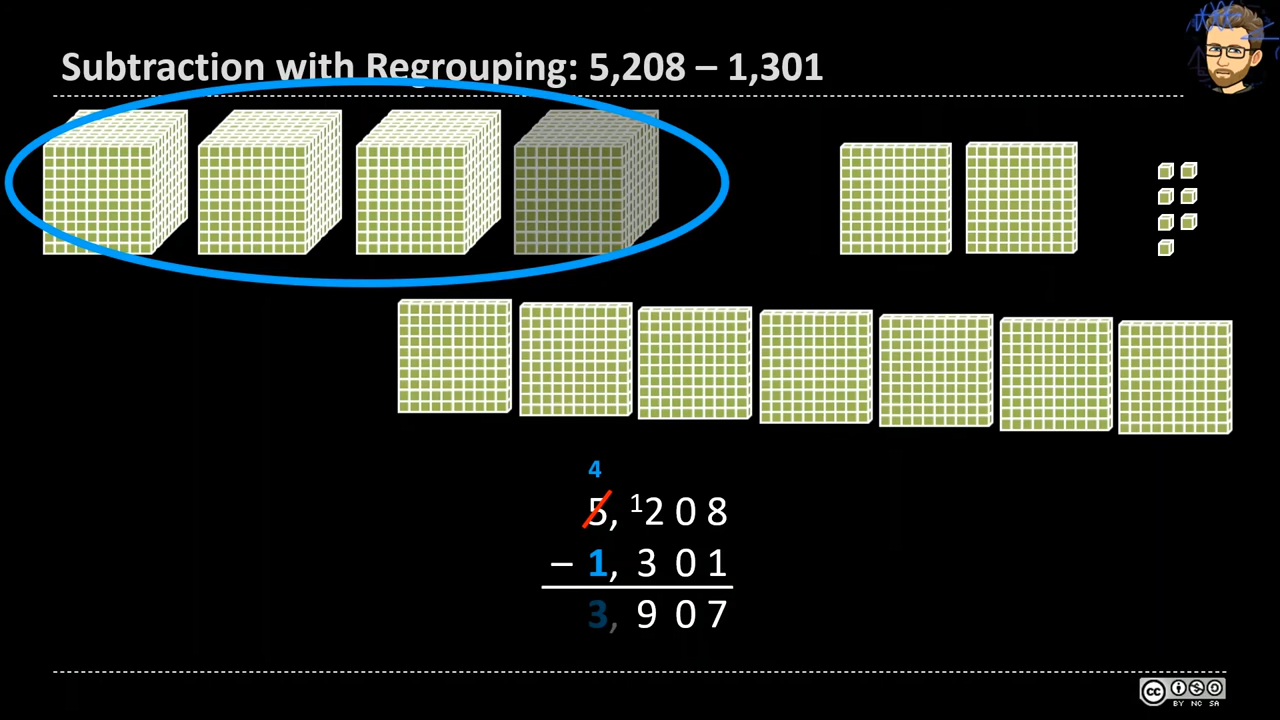 Subtraction with Regrouping: 5,208 – 1,301
4
5, ¹2 0 8
– 1, 3 0 1
3, 9 0 7
cc
BY NC SA